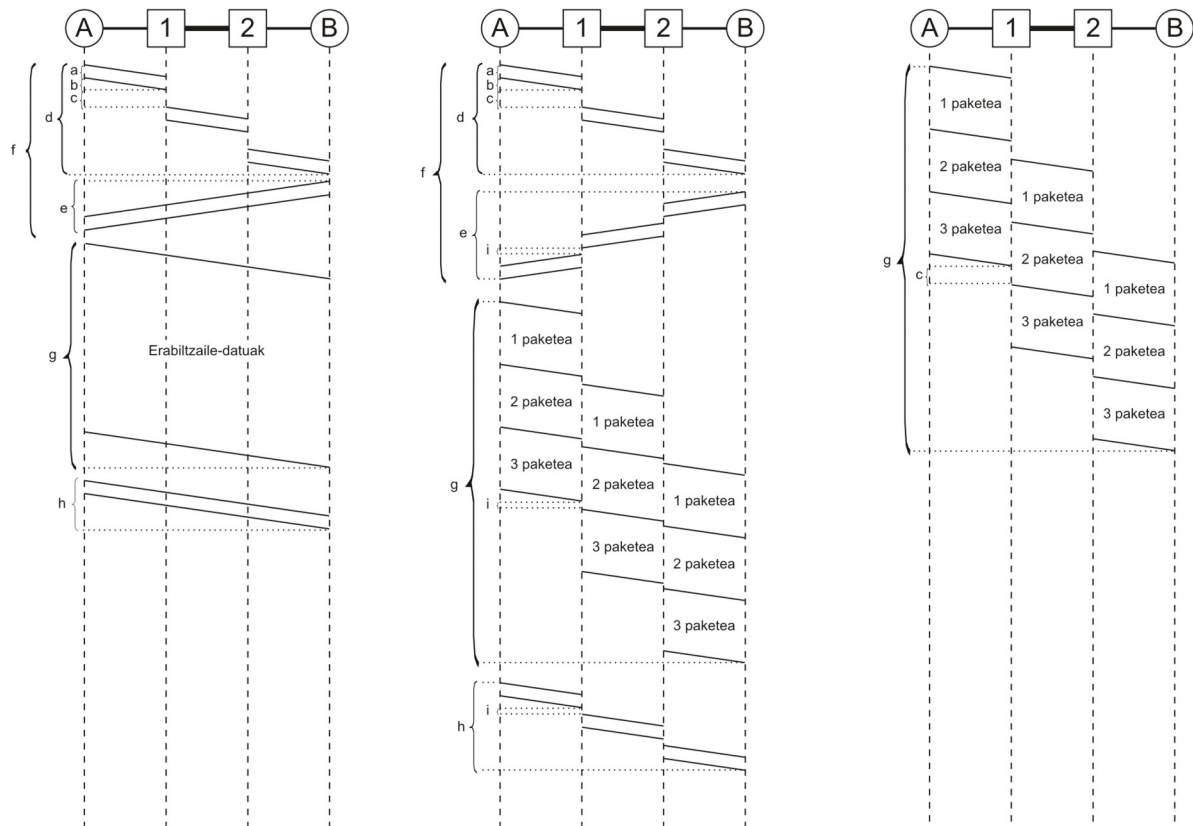 A 1 2 B
a
b
c
d
f
e
g
Erabiltzaile-datuak
h
A 1 2 B
a
b
c
d
f
e
i
1 paketea
2 paketea
1 paketea
3 paketea
g
2 paketea
1 paketea
i
3 paketea
2 paketea
3 paketea
i
h
A 1 2 B
1 paketea
2 paketea
1 paketea
3 paketea
g
2 paketea
c
1 paketea
3 paketea
2 paketea
3 paketea